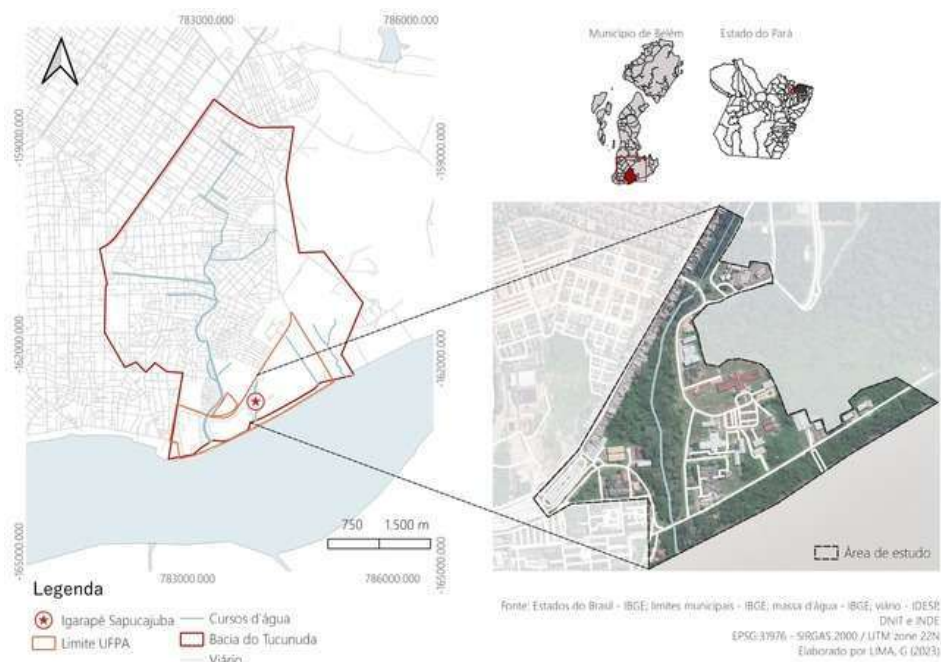 783000.000
786000.000
Município de Belém
Estado do Pará
-159000.000
-159000.000
-162000.000
-162000.000
-165000.000
-165000.000
750
1.500 m
783000.000
786000.000
Área de estudo
Legenda
Igarapé Sapucajuba
Cursos d'água
Limite UFPA
Bacia do Tucunuda
Viário
Fonte: Estados do Brasil - IBGE; limites municipais - IBGE; massa d'água - IBGE; viário - IDESP,
DNIT e INDE
EPSG:31976 - SIRGAS 2000 / UTM zone 22N
Elaborado por LIMA, G (2023)